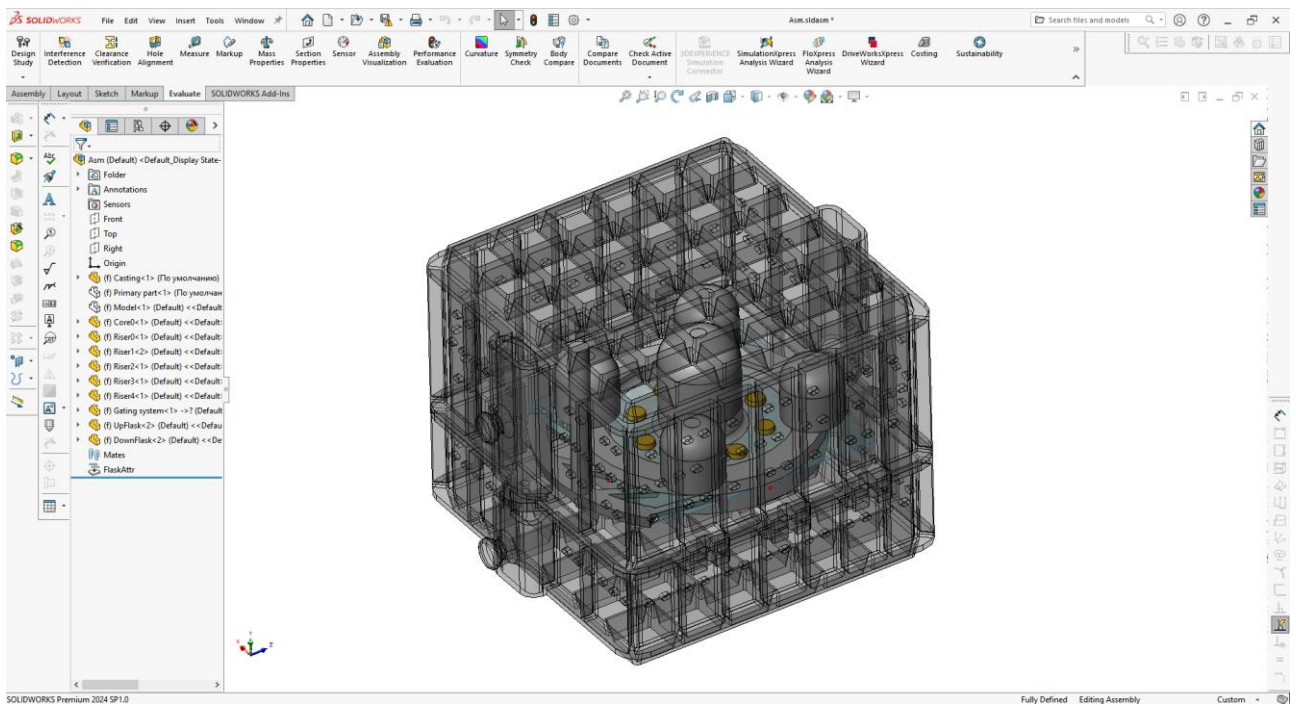 SOLIDWORKS File Edit View Insert Tools Window
Asm.sldasm *
Search files and models
Design Study
Interference Detection
Clearance Verification
Hole Alignment
Measure
Markup
Mass Properties
Section Properties
Sensor
Assembly Visualization
Performance Evaluation
Curvature
Symmetry Check
Body Compare
Compare Documents
Check Active Document
3DEXPERIENCE Simulation Connector
SimulationXpress Analysis Wizard
FloXpress Analysis Wizard
DriveWorksXpress Wizard
Costing
Sustainability
Assembly Layout Sketch Markup Evaluate SOLIDWORKS Add-Ins
Asm (Default) <Default_Display State-
Folder
Annotations
Sensors
Front
Top
Right
Origin
(f) Casting<1> (По умолчанию)
(f) Primary part<1> (По умолчан
(f) Model<1> (Default) <<Default
(f) Core0<1> (Default) <<Default
(f) Riser0<1> (Default) <<Default
(f) Riser1<2> (Default) <<Default
(f) Riser2<1> (Default) <<Default
(f) Riser3<1> (Default) <<Default
(f) Riser4<1> (Default) <<Default
(f) Gating system<1> ->? (Default
(f) UpFlask<2> (Default) <<Defau
(f) DownFlask<2> (Default) <<De
Mates
FlaskAttr
SOLIDWORKS Premium 2024 SP1.0
Fully Defined Editing Assembly Custom